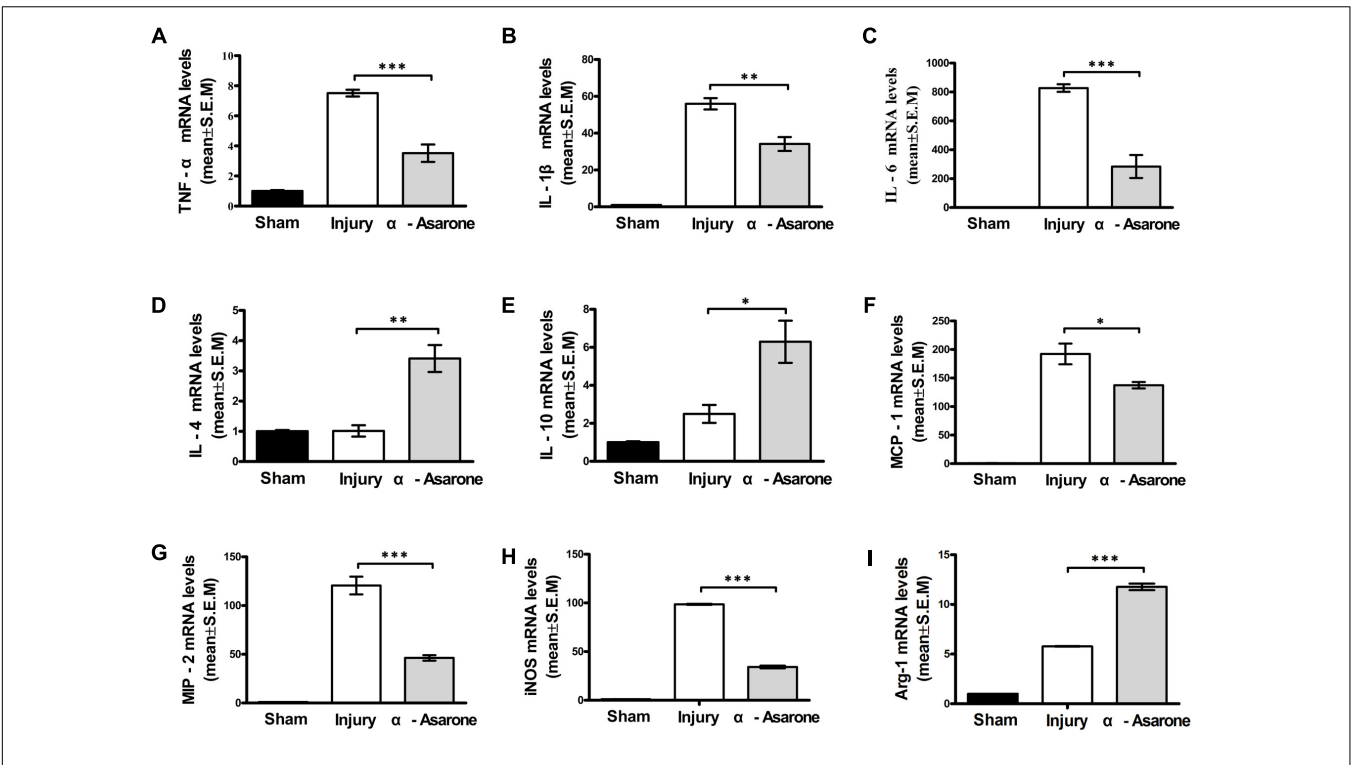 A
TNF - α mRNA levels
(mean±S.E.M)
10
8
6
4
2
0
***
Sham Injury α - Asarone
B
IL - 1β mRNA levels
(mean±S.E.M)
80
60
40
20
0
**
Sham Injury α - Asarone
C
IL - 6 mRNA levels
(mean±S.E.M)
1000
800
600
400
200
0
***
Sham Injury α - Asarone
D
IL - 4 mRNA levels
(mean±S.E.M)
5
4
3
2
1
0
**
Sham Injury α - Asarone
E
IL - 10 mRNA levels
(mean±S.E.M)
8
6
4
2
0
*
Sham Injury α - Asarone
F
MCP - 1 mRNA levels
(mean±S.E.M)
250
200
150
100
50
0
*
Sham Injury α - Asarone
G
MIP - 2 mRNA levels
(mean±S.E.M)
150
100
50
0
***
Sham Injury α - Asarone
H
iNOS mRNA levels
(mean±S.E.M)
150
100
50
0
***
Sham Injury α - Asarone
I
Arg-1 mRNA levels
(mean±S.E.M)
15
10
5
0
***
Sham Injury α - Asarone